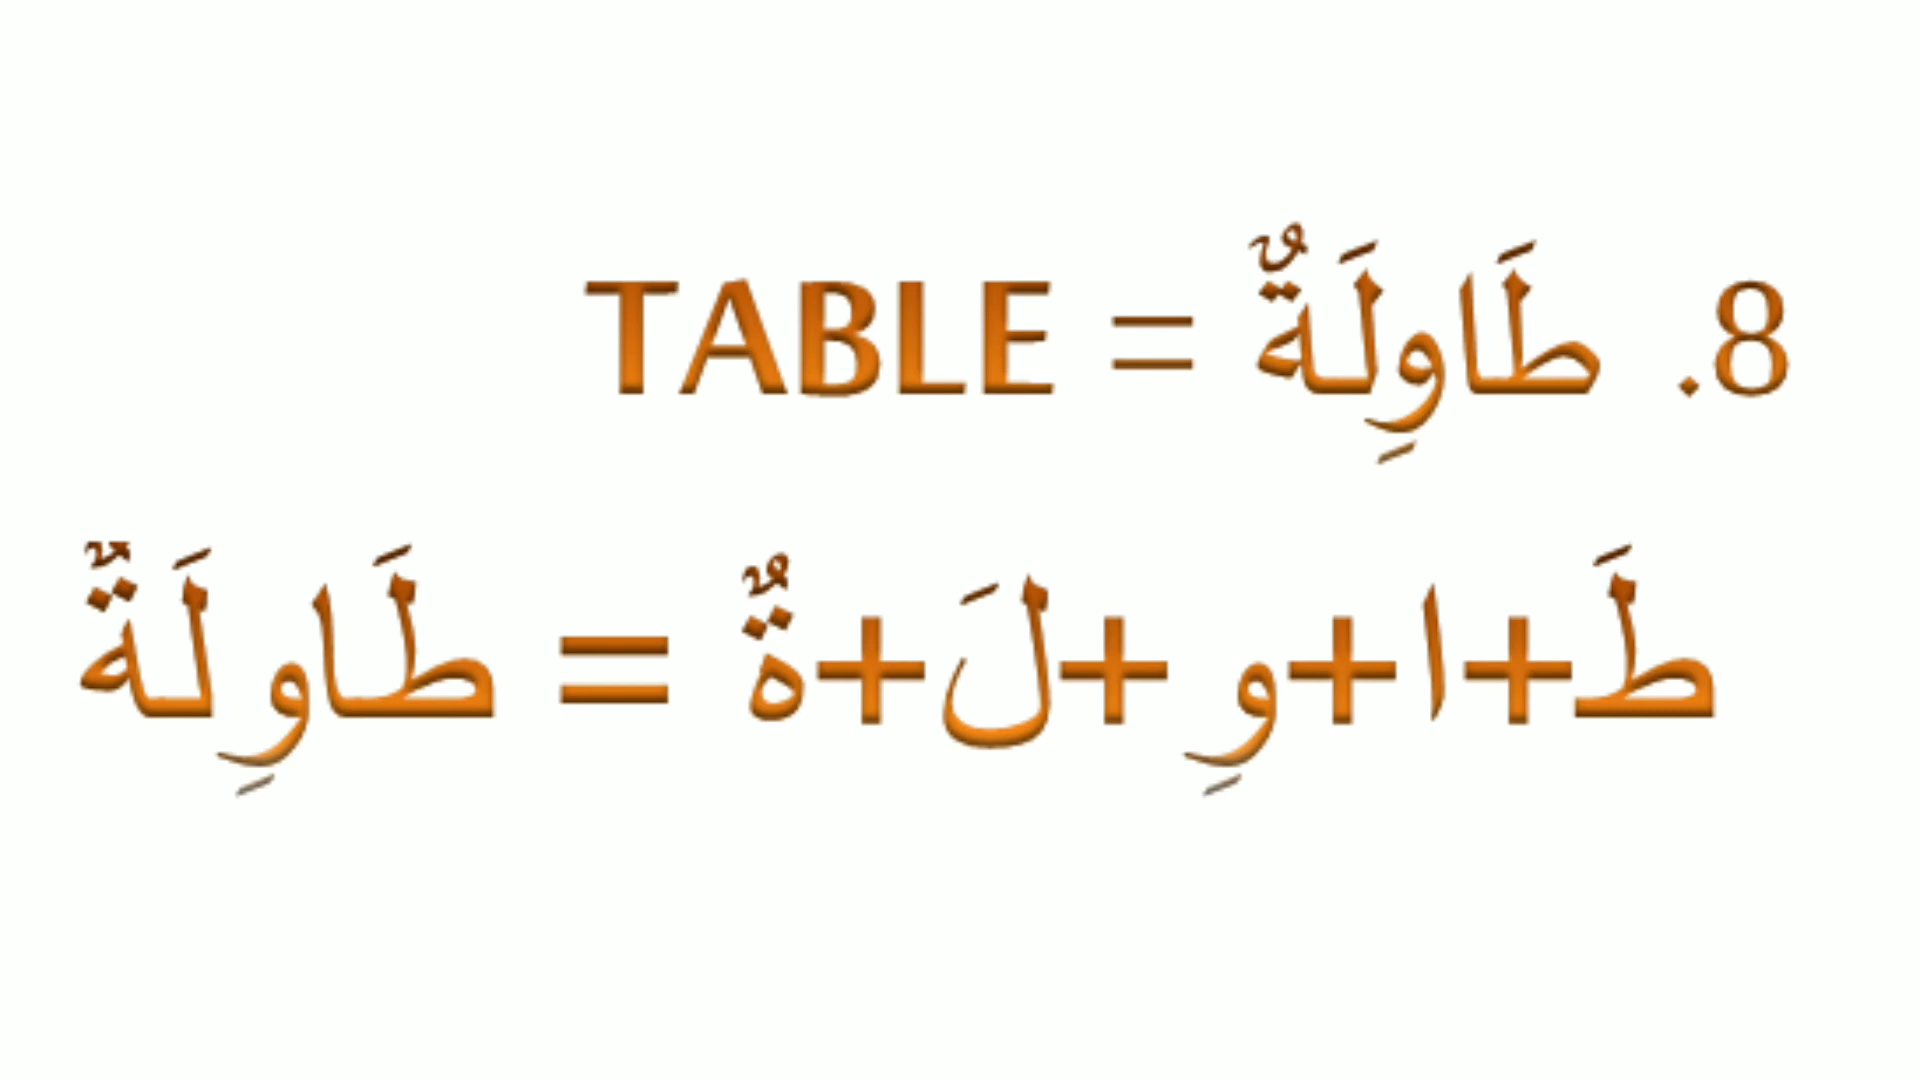 8. طَاوِلَةٌ = TABLE
طَ+ا+وِ+لَ+ةٌ = طَاوِلَةٌ